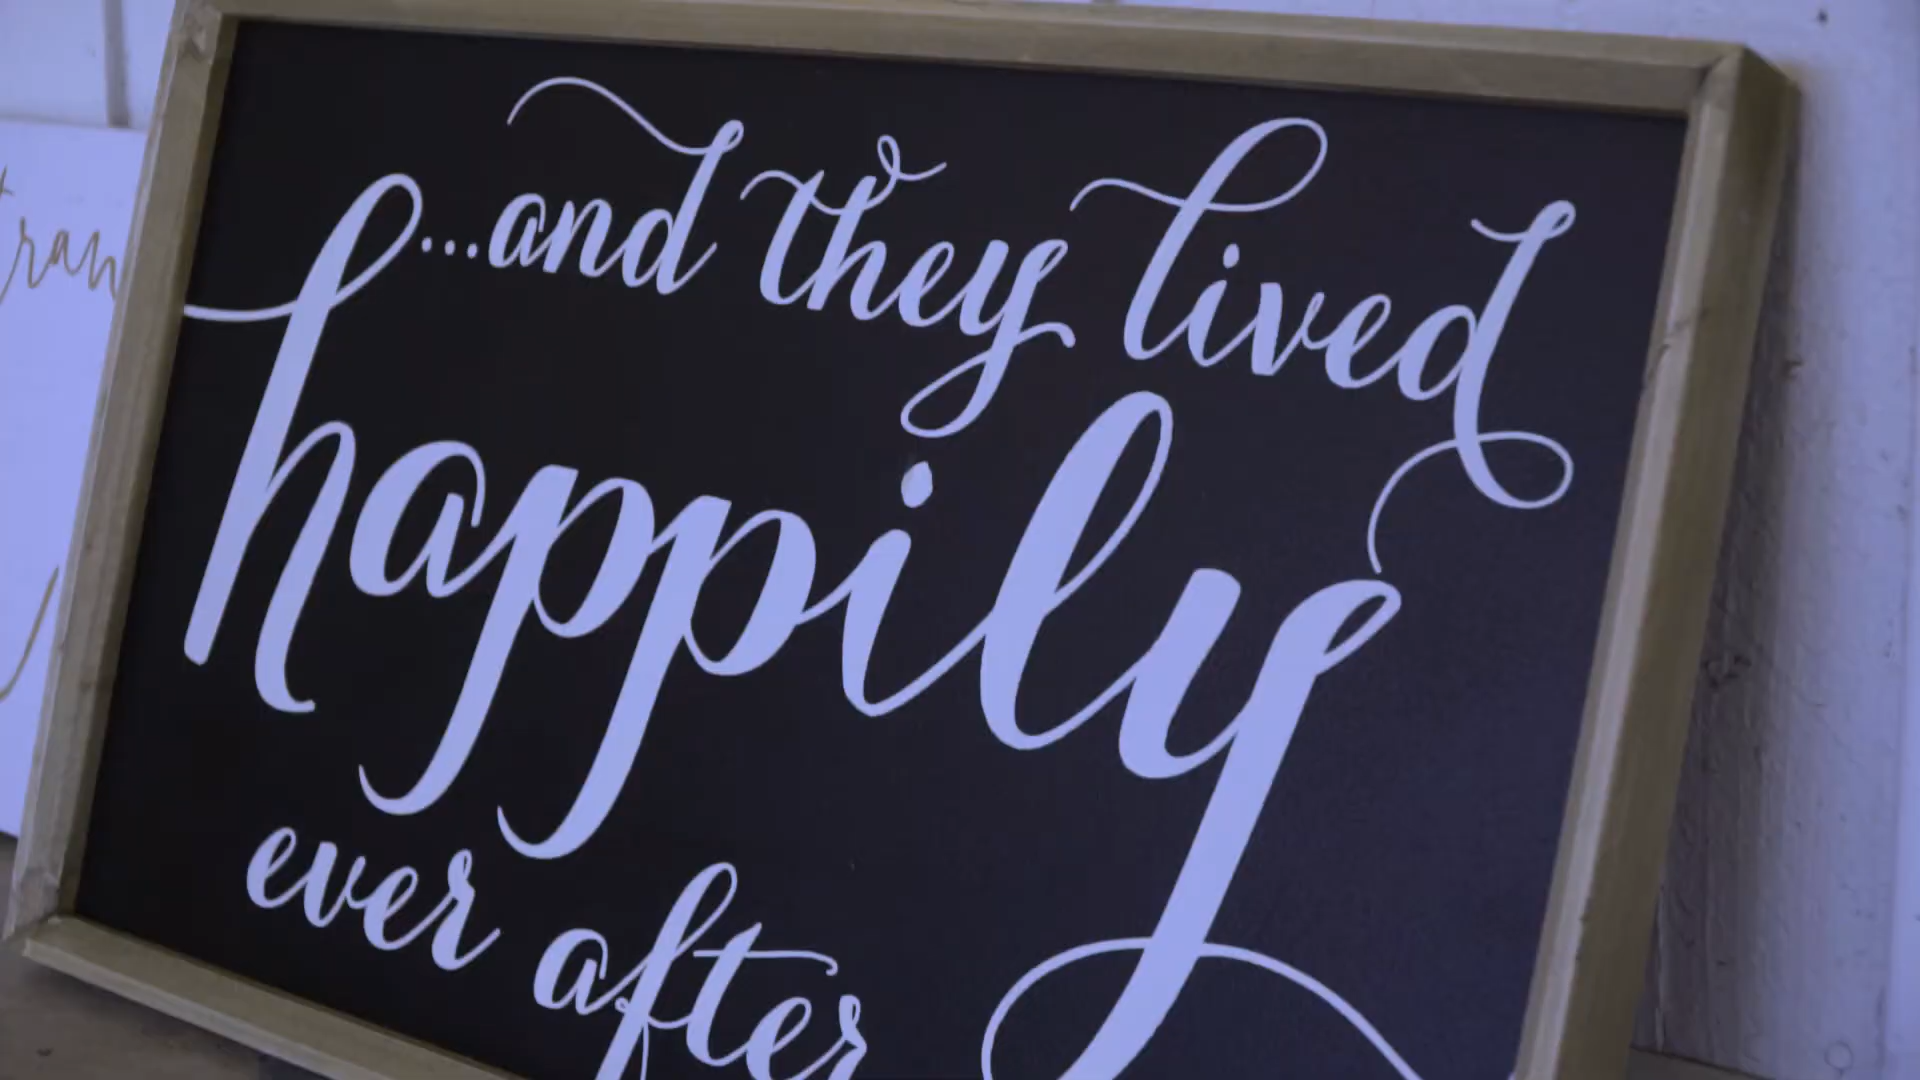 ...and they lived
happily
ever after